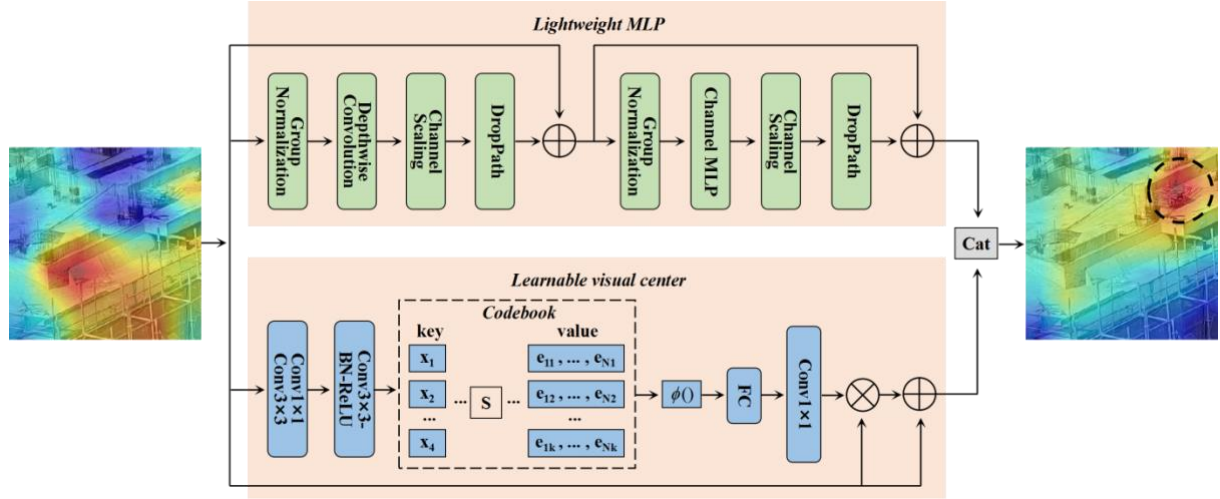 Lightweight MLP
Group
Normalization
Depthwise
Convolution
Channel
Scaling
DropPath
Group
Normalization
Channel MLP
Channel
Scaling
DropPath
Cat
Learnable visual center
Codebook
key
value
x1
e11 , ... , eN1
x2
... S ...
e12 , ... , eN2
...
...
x4
e1k , ... , eNk
Conv1×1
Conv3×3
Conv3×3-
BN-ReLU
ϕ()
FC
Conv1×1